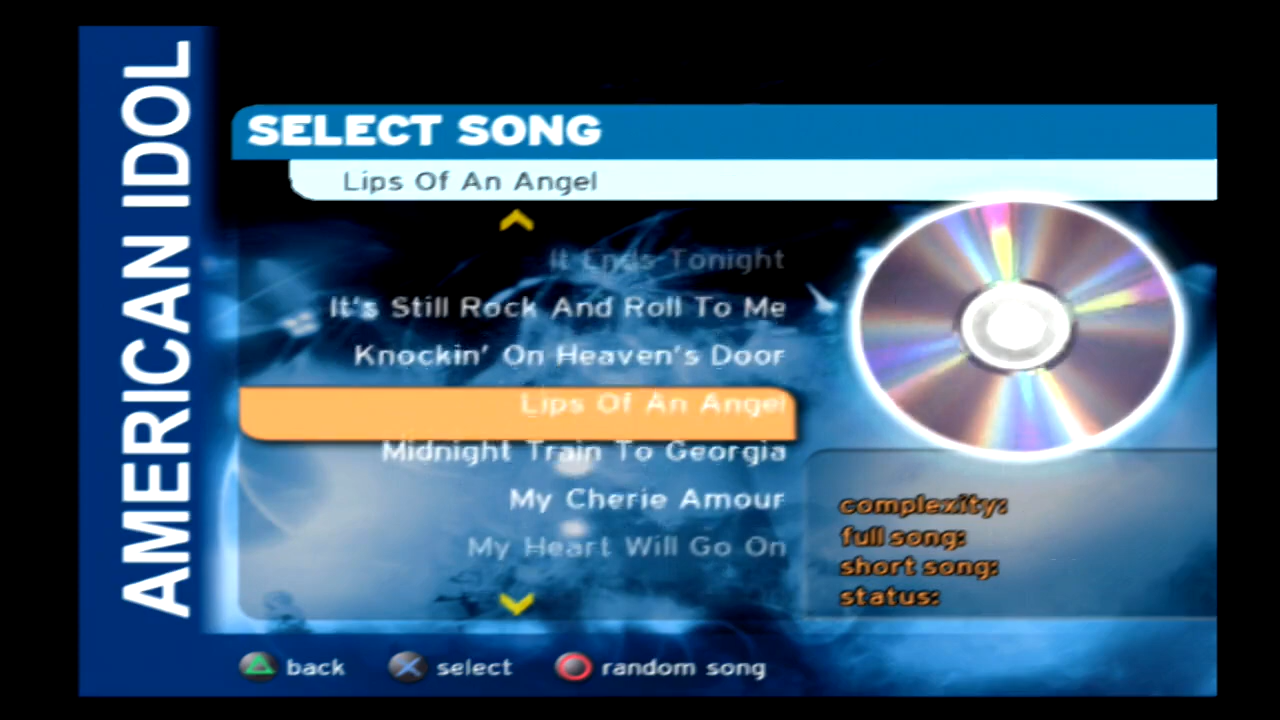 AMERICAN IDOL
SELECT SONG
Lips Of An Angel
It Ends Tonight
It's Still Rock And Roll To Me
Knockin' On Heaven's Door
Lips Of An Angel
Midnight Train To Georgia
My Cherie Amour
My Heart Will Go On
complexity:
full song:
short song:
status:
back select random song